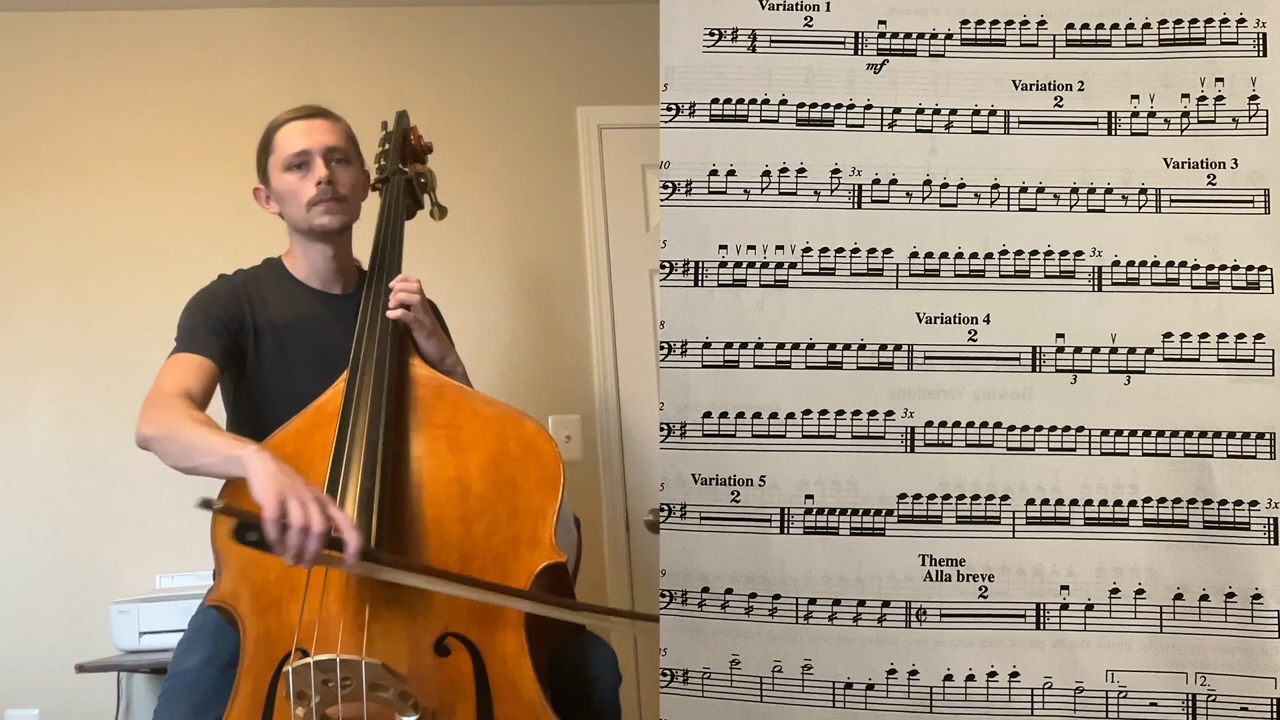 Variation 1
2
3x
mf
5
Variation 2
2
10
3x
Variation 3
2
5
3x
8
Variation 4
2
3
3
2
3x
Variation 5
2
5
3x
9
Theme
Alla breve
2
15
1.
2.